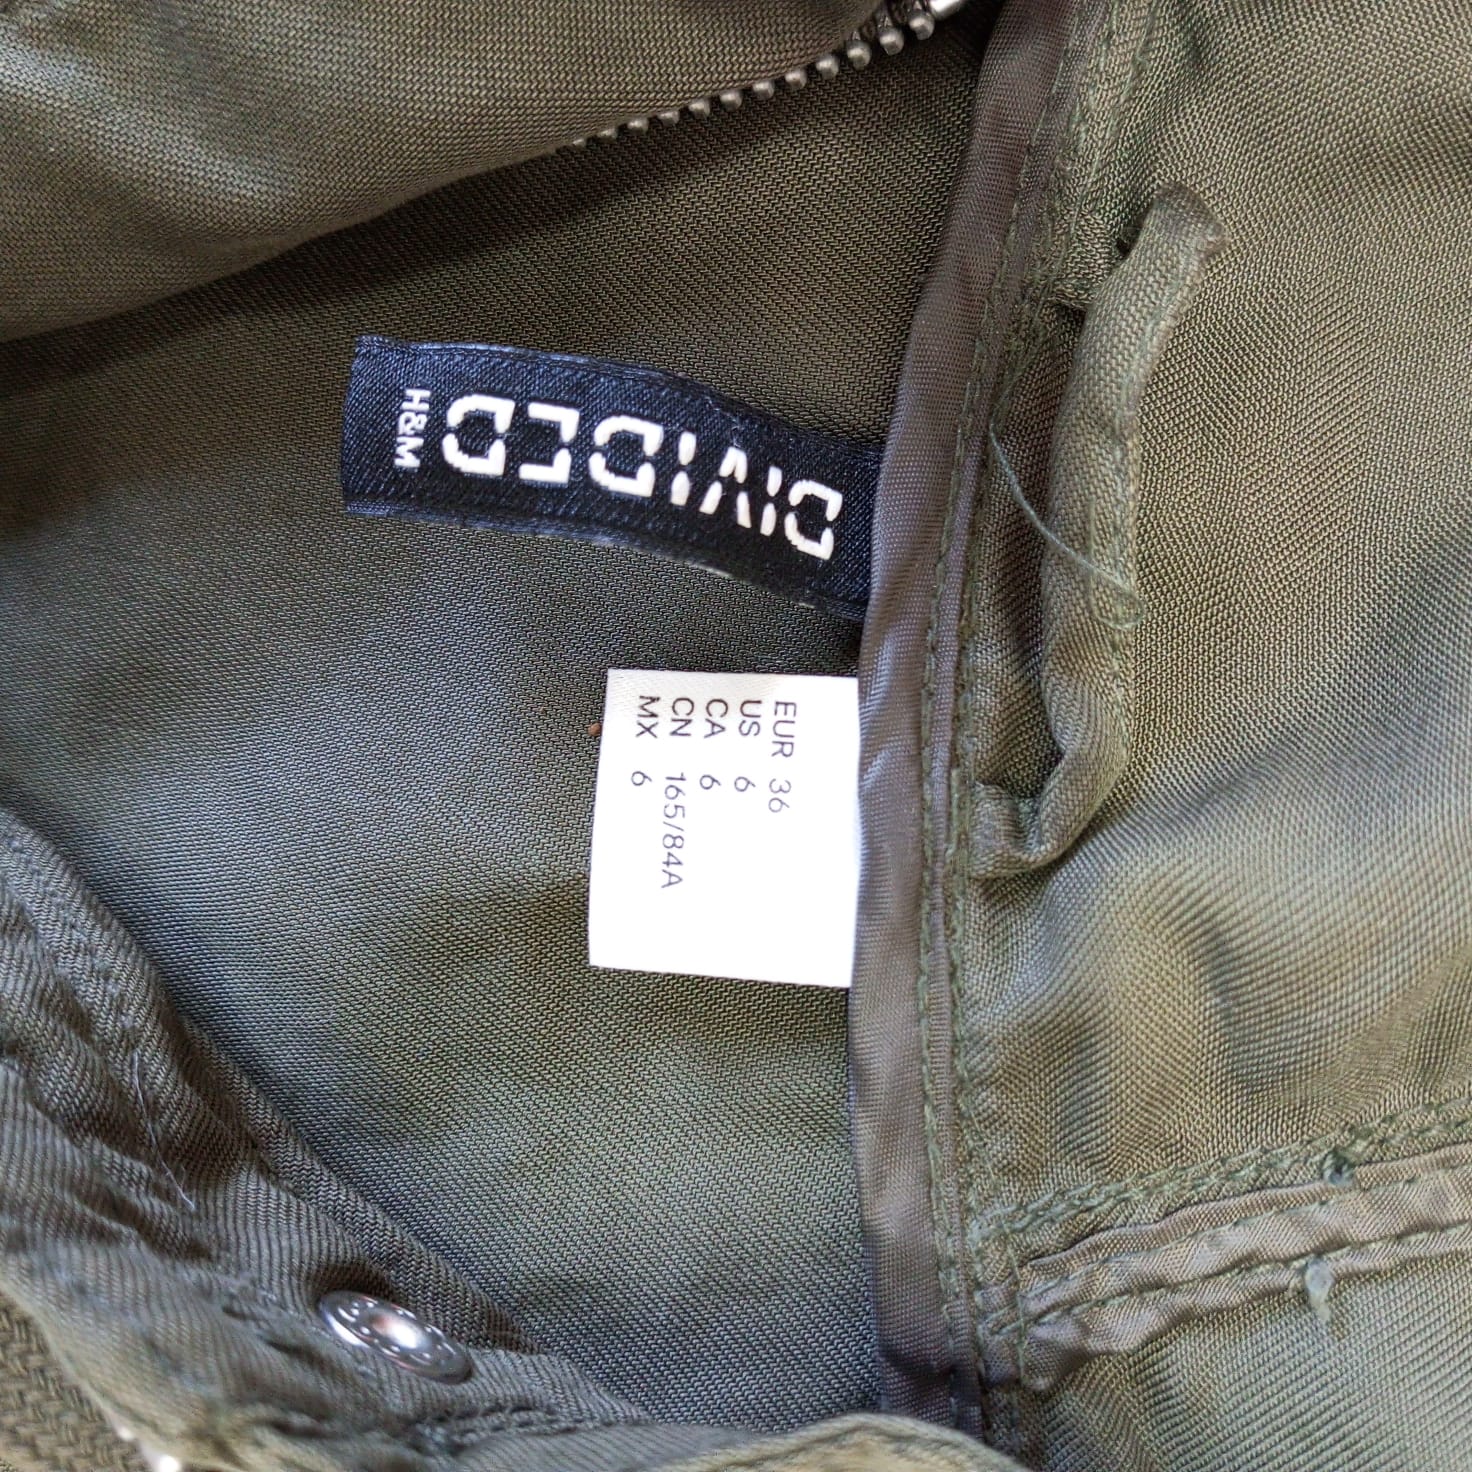 DIVIDED
H&M
EUR 36
US 6
CA 6
CN 165/84A
MX 6